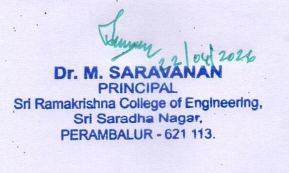 22/04/2026
Dr. M. SARAVANAN
PRINCIPAL
Sri Ramakrishna College of Engineering,
Sri Saradha Nagar,
PERAMBALUR - 621 113.